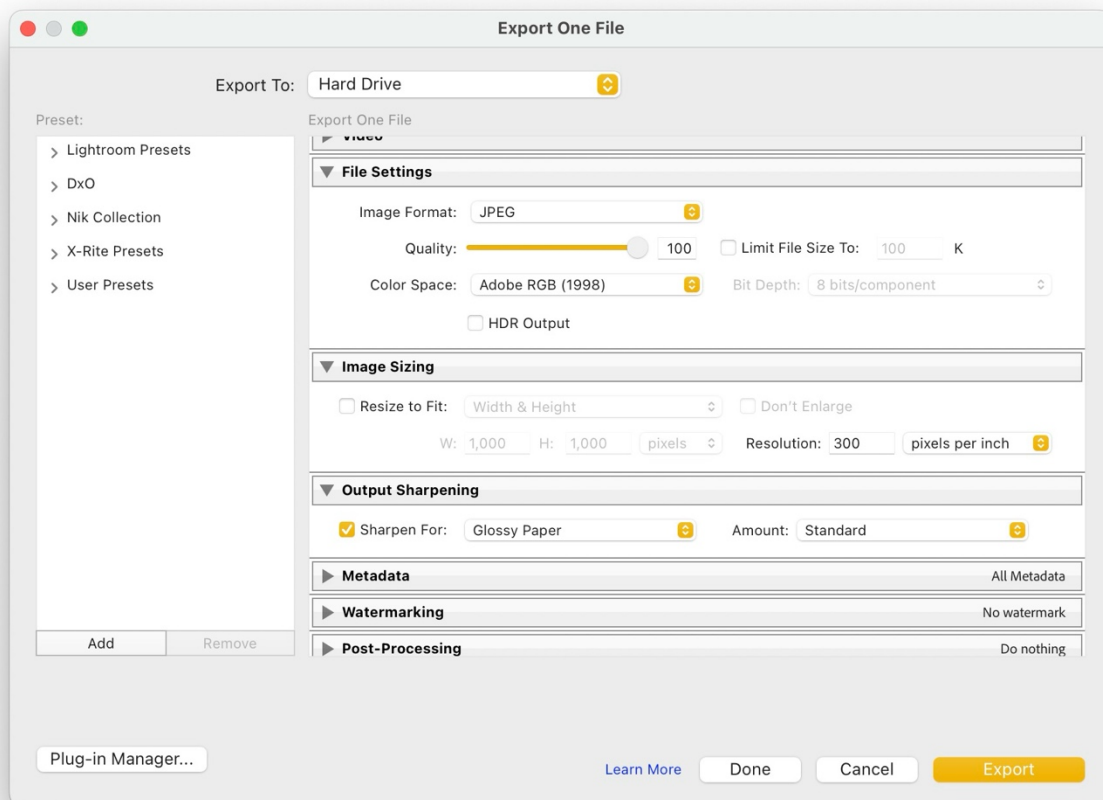 Export One File
Export To: Hard Drive
Preset:
Lightroom Presets
DxO
Nik Collection
X-Rite Presets
User Presets
Add Remove
Export One File
Video
File Settings
Image Format: JPEG
Quality: 100 Limit File Size To: 100 K
Color Space: Adobe RGB (1998) Bit Depth: 8 bits/component
HDR Output
Image Sizing
Resize to Fit: Width & Height Don't Enlarge
W: 1,000 H: 1,000 pixels Resolution: 300 pixels per inch
Output Sharpening
Sharpen For: Glossy Paper Amount: Standard
Metadata All Metadata
Watermarking No watermark
Post-Processing Do nothing
Plug-in Manager... Learn More Done Cancel Export